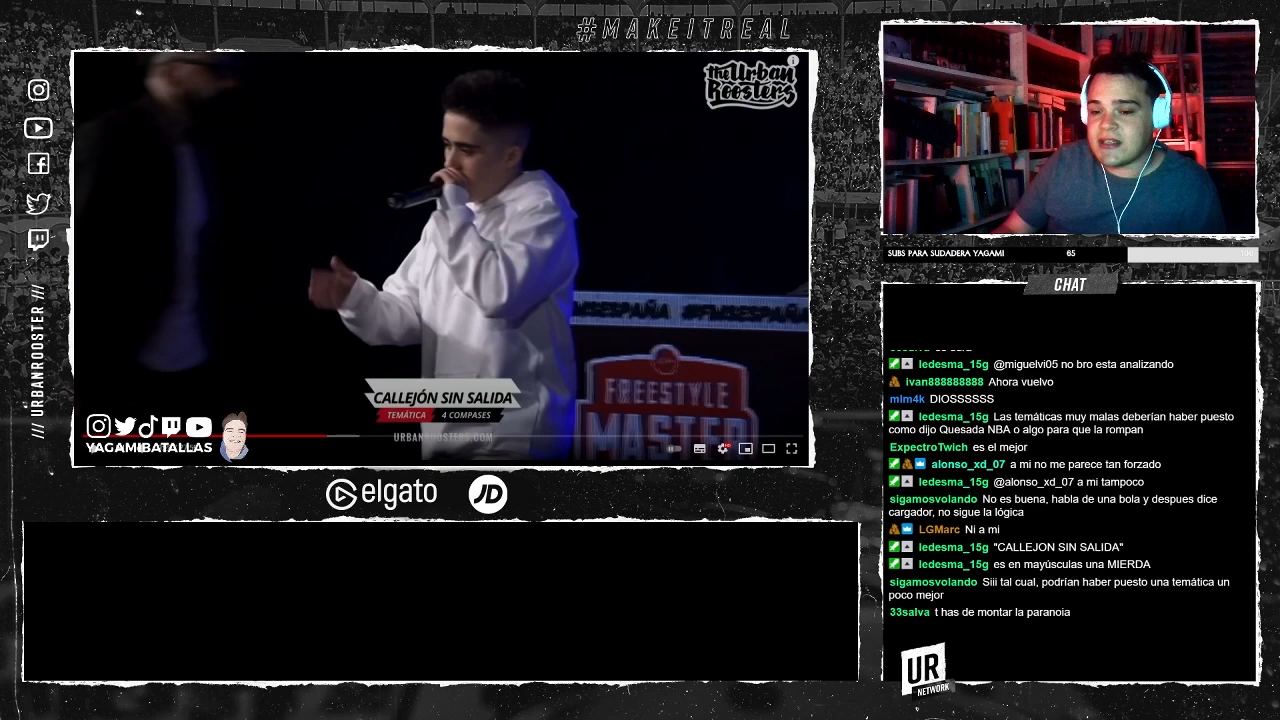 #MAKEITREAL
the Urban
Roosters
/// URBANROOSTER ///
#FMSESPAÑA
FREESTYLE
MASTER
CALLEJÓN SIN SALIDA
TEMÁTICA 4 COMPASES
URBANROOSTERS.COM
YAGAMIBATALLAS
elgato
JD
SUBS PARA SUDADERA YAGAMI 65 100
CHAT
ledesma_15g @miguelvi05 no bro esta analizando
ivan888888888 Ahora vuelvo
mlm4k DIOSSSSSS
ledesma_15g Las temáticas muy malas deberían haber puesto
como dijo Quesada NBA o algo para que la rompan
ExpectroTwich es el mejor
alonso_xd_07 a mi no me parece tan forzado
ledesma_15g @alonso_xd_07 a mi tampoco
sigamosvolando No es buena, habla de una bola y despues dice
cargador, no sigue la lógica
LGMarc Ni a mi
ledesma_15g "CALLEJON SIN SALIDA"
ledesma_15g es en mayúsculas una MIERDA
sigamosvolando Siii tal cual, podrían haber puesto una temática un
poco mejor
33salva t has de montar la paranoia
UR
NETWORK